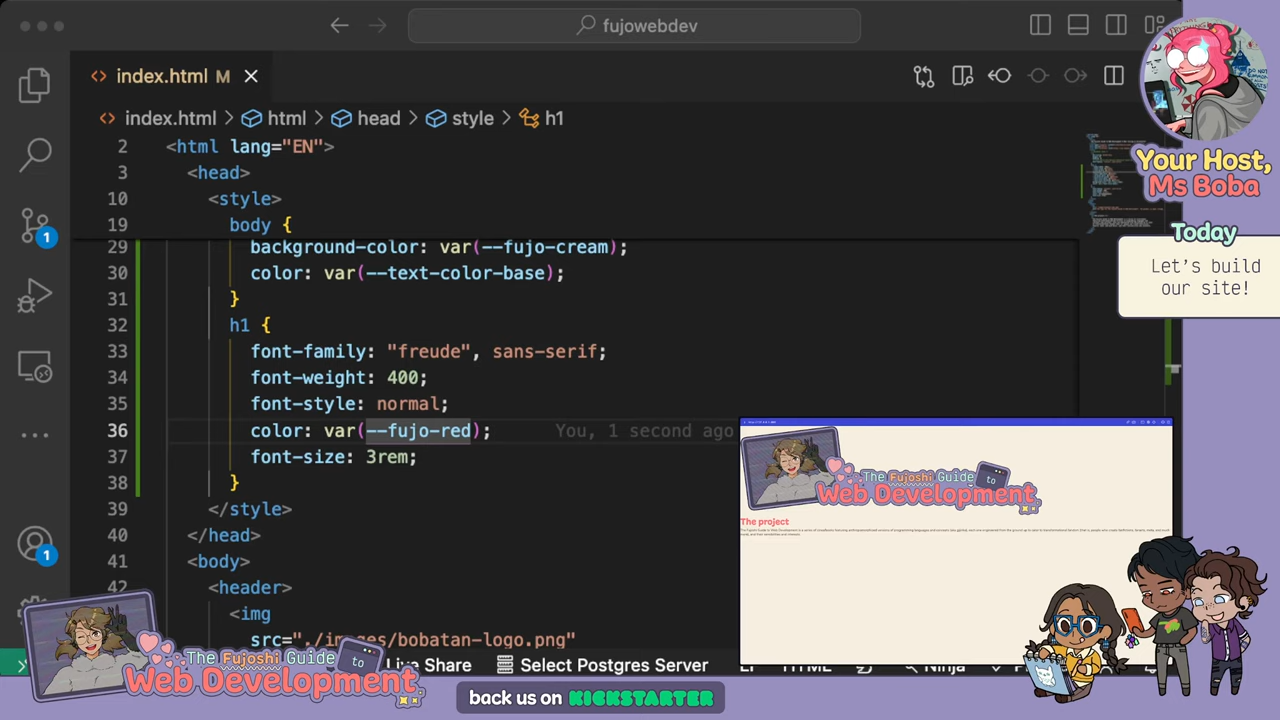 fujowebdev
index.html M
index.html > html > head > style > h1
2 <html lang="EN">
3 <head>
10 <style>
19 body {
29 background-color: var(--fujo-cream);
30 color: var(--text-color-base);
31 }
32 h1 {
33 font-family: "freude", sans-serif;
34 font-weight: 400;
35 font-style: normal;
36 color: var(--fujo-red); You, 1 second ago
37 font-size: 3rem;
38 }
39 </style>
40 </head>
41 <body>
42 <header>
<img
src="./images/bobatan-logo.png"
1
1
Live Share
Select Postgres Server
HTML
Ninja
Your Host,
Ms Boba
Today
Let's build
our site!
The Fujoshi Guide to
Web Development
The project
The Fujoshi Guide to
Web Development
back us on KICKSTARTER